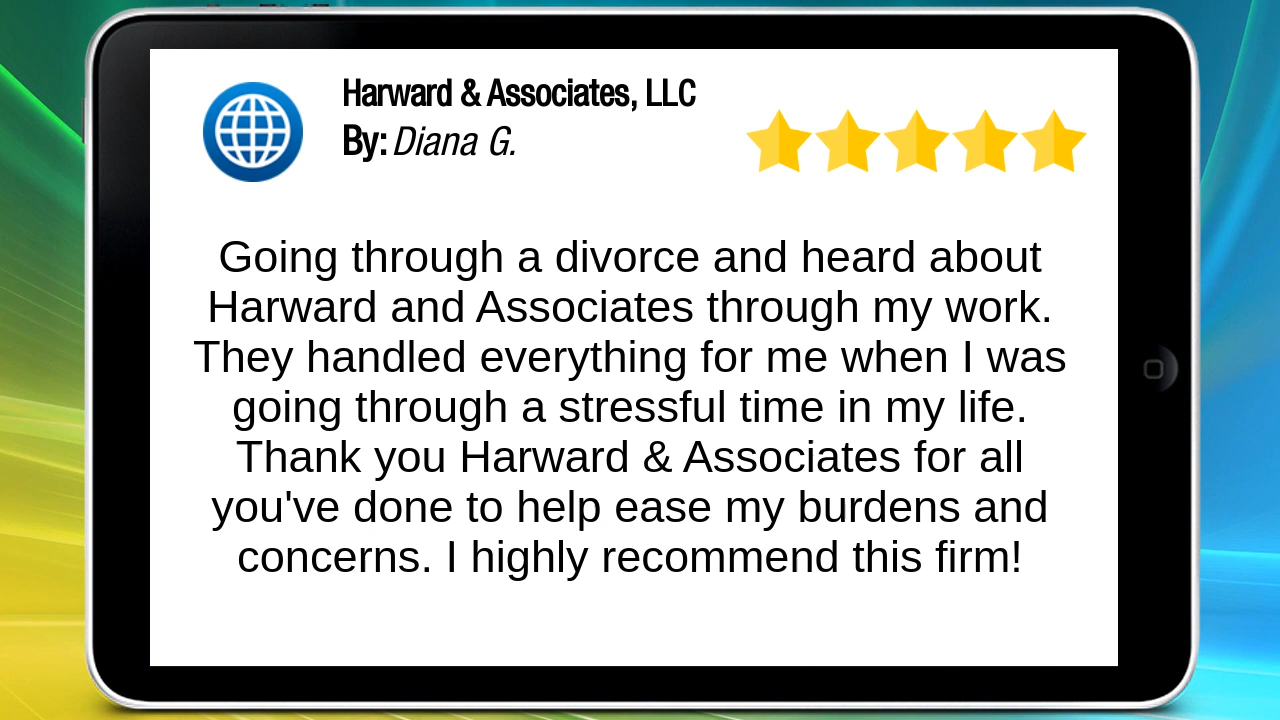 Harward & Associates, LLC
By: Diana G.
Going through a divorce and heard about
Harward and Associates through my work.
They handled everything for me when I was
going through a stressful time in my life.
Thank you Harward & Associates for all
you've done to help ease my burdens and
concerns. I highly recommend this firm!